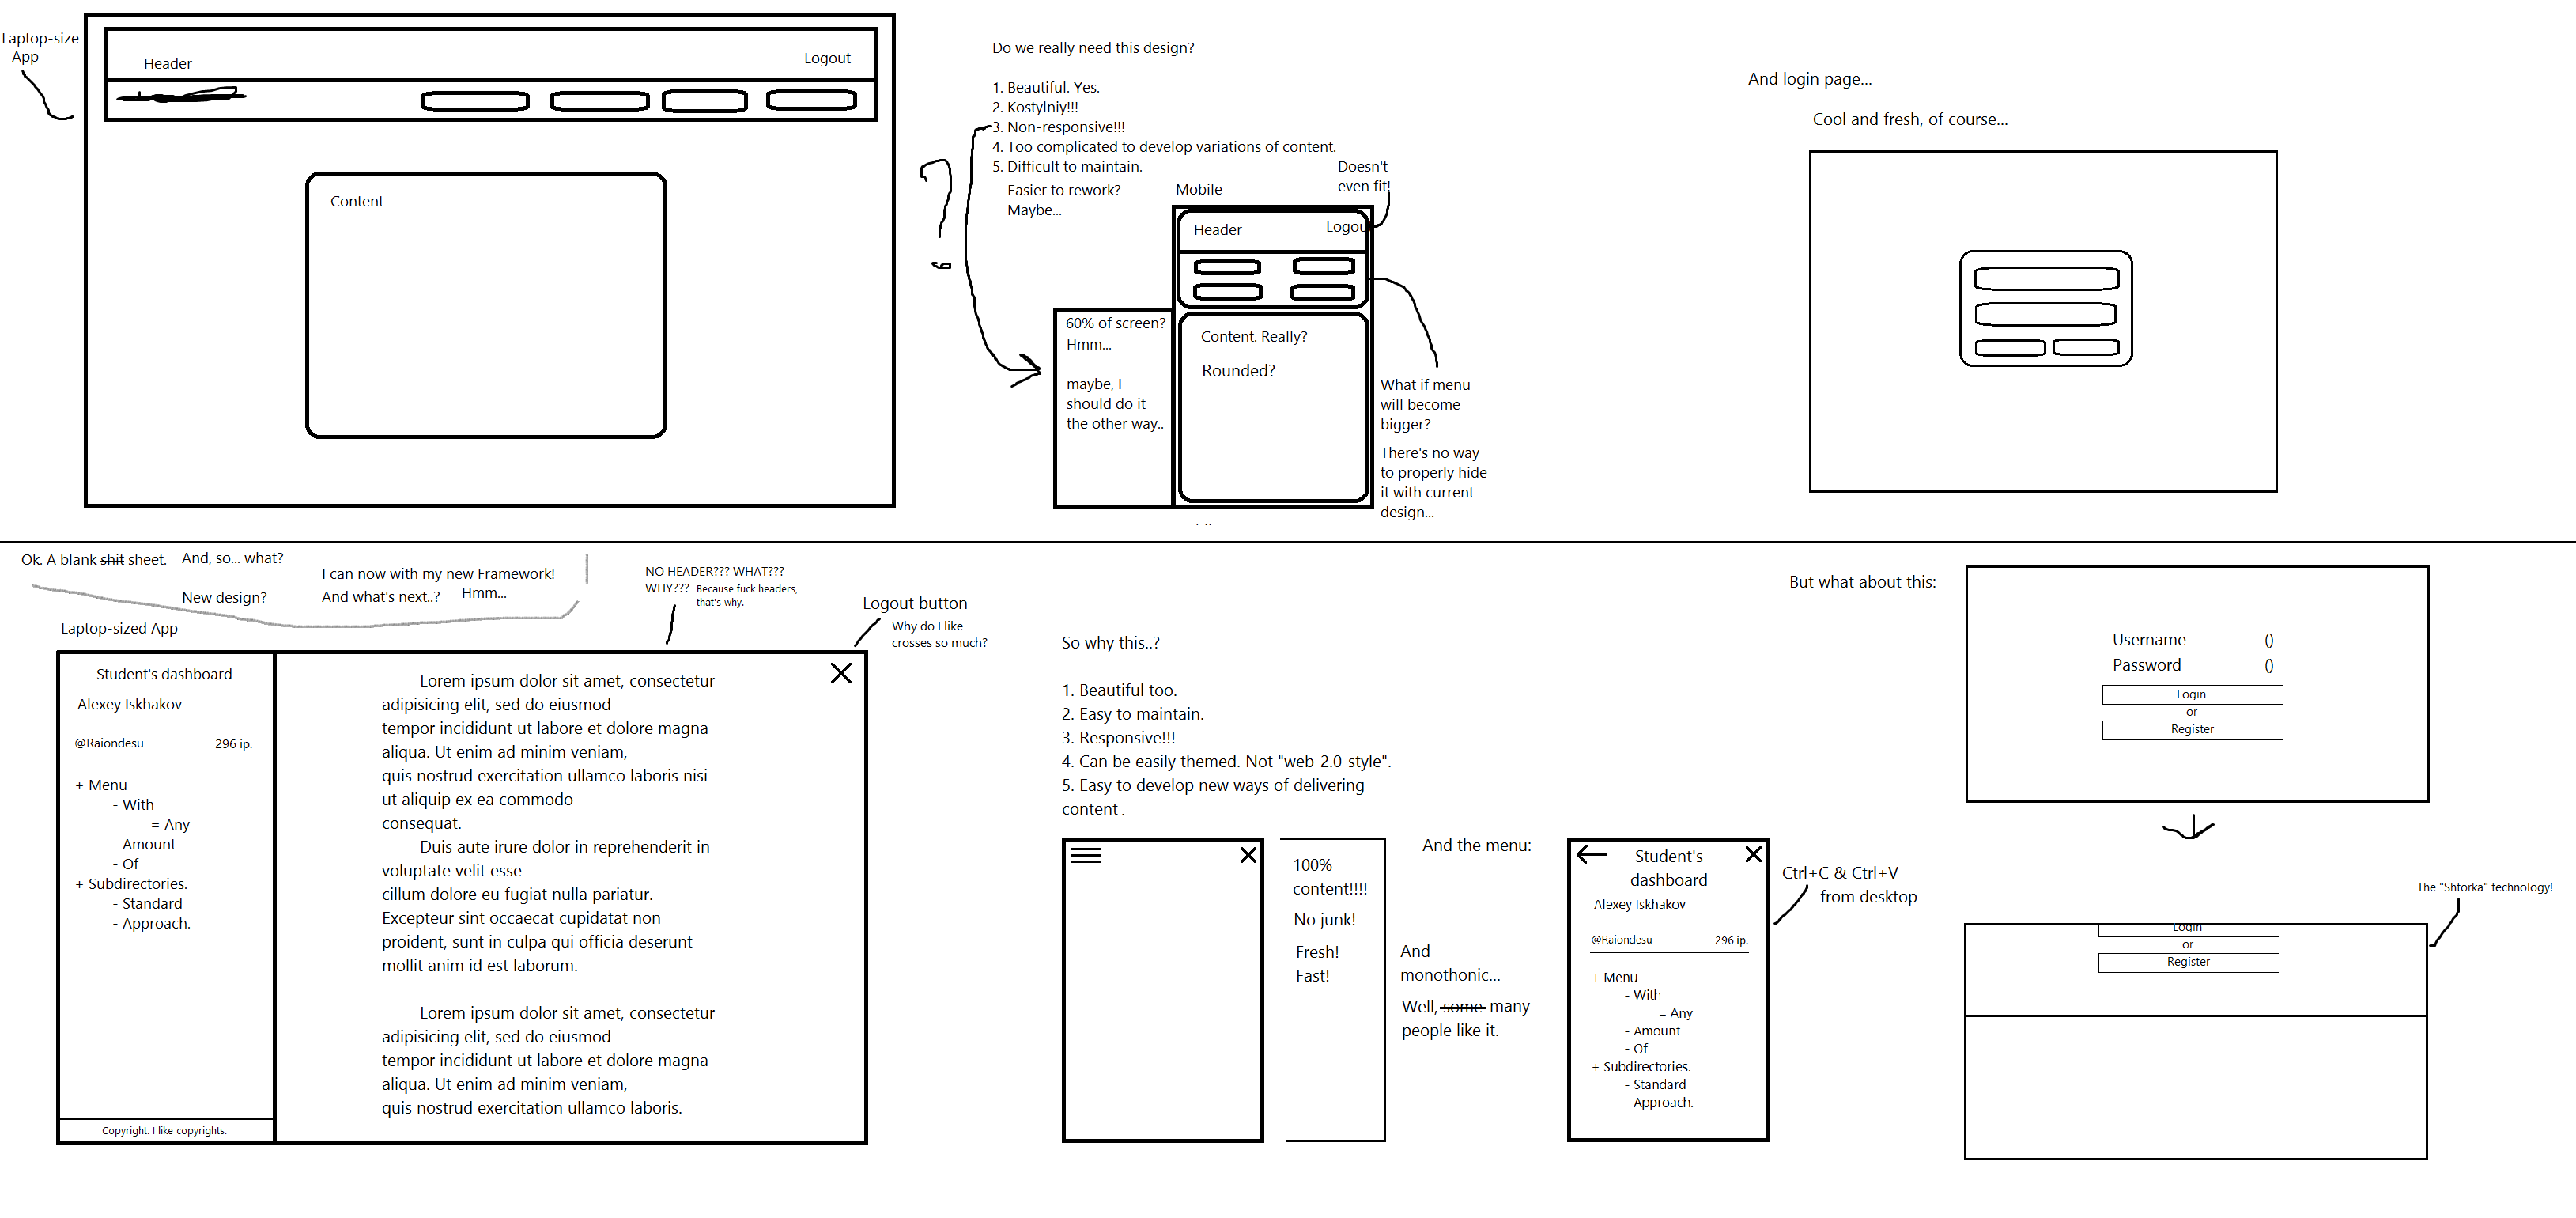 Laptop-size
App
Header
Logout
Content
Do we really need this design?
1. Beautiful. Yes.
2. Kostylniy!!!
3. Non-responsive!!!
4. Too complicated to develop variations of content.
5. Difficult to maintain.
Easier to rework?
Maybe...
Mobile
Doesn't
even fit!
Header
Logou
60% of screen?
Hmm...
maybe, I
should do it
the other way..
Content. Really?
Rounded?
What if menu
will become
bigger?
There's no way
to properly hide
it with current
design...
And login page...
Cool and fresh, of course...
Ok. A blank shit sheet.
And, so... what?
New design?
I can now with my new Framework!
And what's next..?
Hmm...
NO HEADER??? WHAT???
WHY??? Because fuck headers,
that's why.
Logout button
Why do I like
crosses so much?
Laptop-sized App
Student's dashboard
Alexey Iskhakov
@Raiondesu 296 ip.
+ Menu
- With
= Any
- Amount
- Of
+ Subdirectories.
- Standard
- Approach.
Copyright. I like copyrights.
Lorem ipsum dolor sit amet, consectetur
adipisicing elit, sed do eiusmod
tempor incididunt ut labore et dolore magna
aliqua. Ut enim ad minim veniam,
quis nostrud exercitation ullamco laboris nisi
ut aliquip ex ea commodo
consequat.
Duis aute irure dolor in reprehenderit in
voluptate velit esse
cillum dolore eu fugiat nulla pariatur.
Excepteur sint occaecat cupidatat non
proident, sunt in culpa qui officia deserunt
mollit anim id est laborum.
Lorem ipsum dolor sit amet, consectetur
adipisicing elit, sed do eiusmod
tempor incididunt ut labore et dolore magna
aliqua. Ut enim ad minim veniam,
quis nostrud exercitation ullamco laboris.
So why this..?
1. Beautiful too.
2. Easy to maintain.
3. Responsive!!!
4. Can be easily themed. Not "web-2.0-style".
5. Easy to develop new ways of delivering
content .
100%
content!!!!
No junk!
Fresh!
Fast!
And the menu:
And
monothonic...
Well, some many
people like it.
Student's
dashboard
Alexey Iskhakov
@Raiondesu 296 ip.
+ Menu
- With
= Any
- Amount
- Of
+ Subdirectories.
- Standard
- Approach.
Ctrl+C & Ctrl+V
from desktop
But what about this:
Username ()
Password ()
Login
or
Register
The "Shtorka" technology!
Login
or
Register